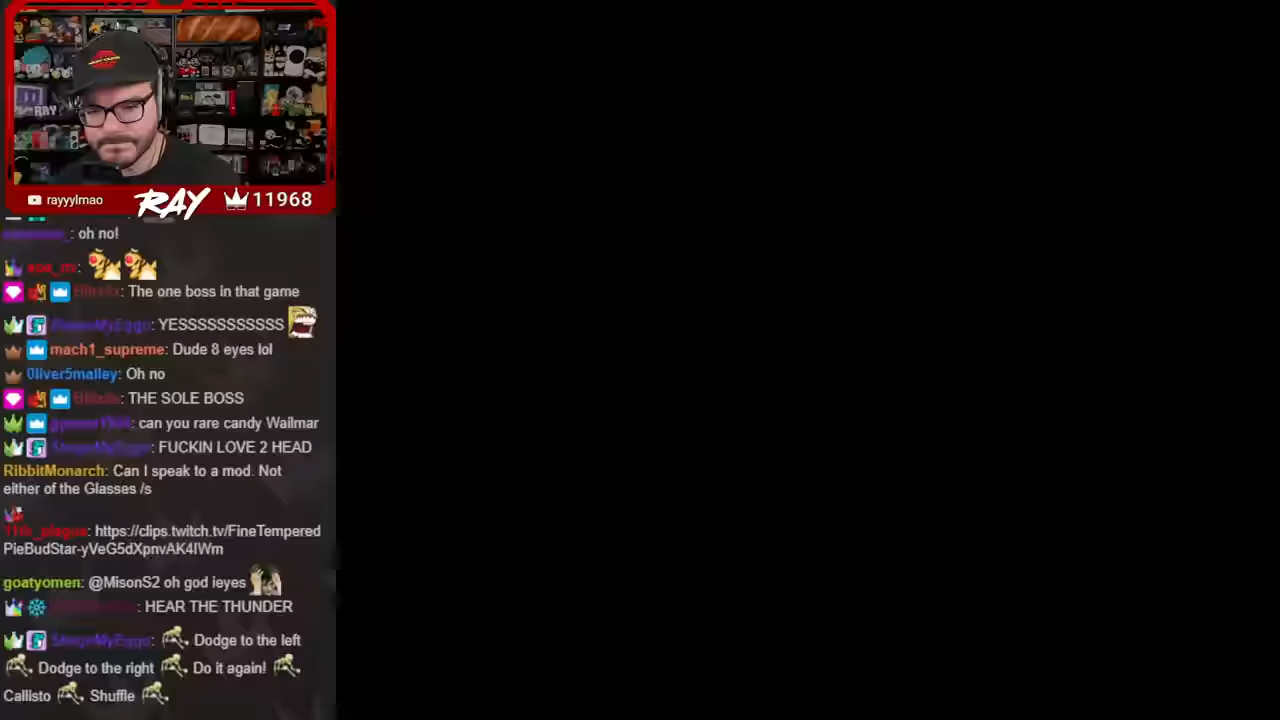 RAY
rayyylmao RAY 11968
: oh no!
: The one boss in that game
: YESSSSSSSSSSS
mach1_supreme: Dude 8 eyes lol
0liver5malley: Oh no
: THE SOLE BOSS
: can you rare candy Wailmar
: FUCKIN LOVE 2 HEAD
RibbitMonarch: Can I speak to a mod. Not
either of the Glasses /s
11th_plague: https://clips.twitch.tv/FineTempered
PieBudStar-yVeG5dXpnvAK4IWm
goatyomen: @MisonS2 oh god ieyes
: HEAR THE THUNDER
: Dodge to the left
Dodge to the right Do it again!
Callisto Shuffle